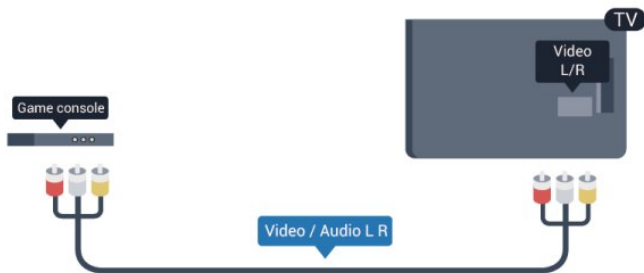 TV
Video
L/R
Game console
Video / Audio L R